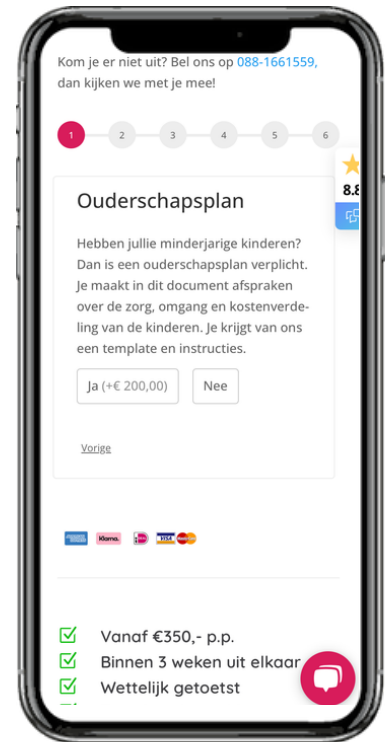 Kom je er niet uit? Bel ons op 088-1661559,
dan kijken we met je mee!
1 2 3 4 5 6
8.8
Ouderschapsplan
Hebben jullie minderjarige kinderen?
Dan is een ouderschapsplan verplicht.
Je maakt in dit document afspraken
over de zorg, omgang en kostenverde-
ling van de kinderen. Je krijgt van ons
een template en instructies.
Ja (+€ 200,00) Nee
Vorige
Klarna. VISA
Vanaf €350,- p.p.
Binnen 3 weken uit elkaar
Wettelijk getoetst